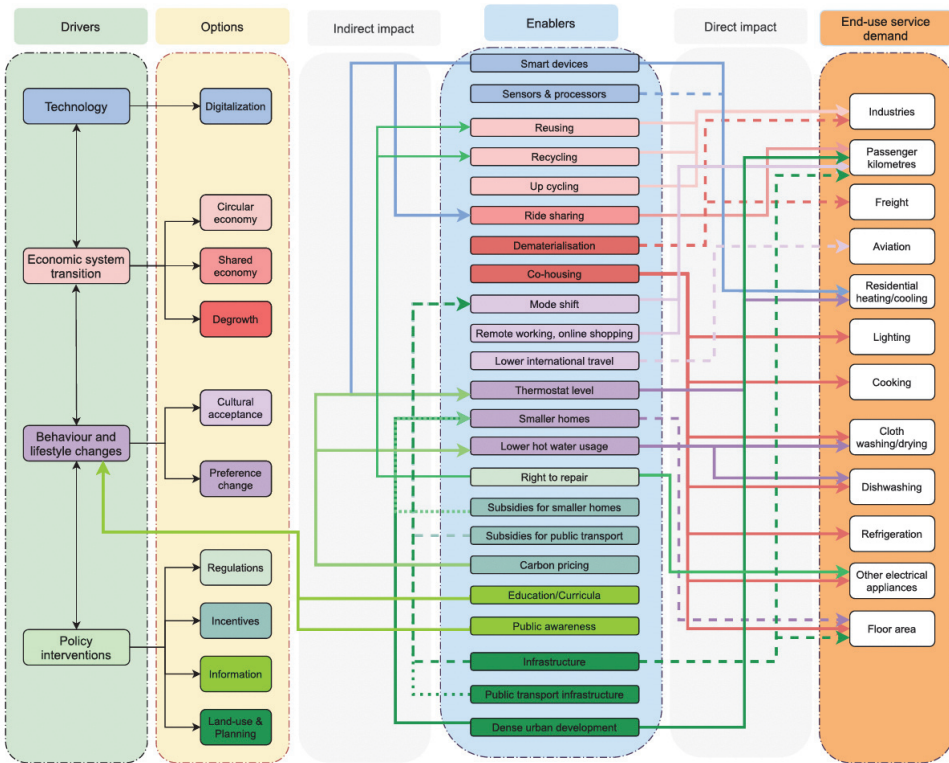 Drivers
Options
Indirect impact
Enablers
Direct impact
End-use service
demand
Technology
Economic system
transition
Behaviour and
lifestyle changes
Policy
interventions
Digitalization
Circular
economy
Shared
economy
Degrowth
Cultural
acceptance
Preference
change
Regulations
Incentives
Information
Land-use &
Planning
Smart devices
Sensors & processors
Reusing
Recycling
Up cycling
Ride sharing
Dematerialisation
Co-housing
Mode shift
Remote working, online shopping
Lower international travel
Thermostat level
Smaller homes
Lower hot water usage
Right to repair
Subsidies for smaller homes
Subsidies for public transport
Carbon pricing
Education/Curricula
Public awareness
Infrastructure
Public transport infrastructure
Dense urban development
Industries
Passenger
kilometres
Freight
Aviation
Residential
heating/cooling
Lighting
Cooking
Cloth
washing/drying
Dishwashing
Refrigeration
Other electrical
appliances
Floor area